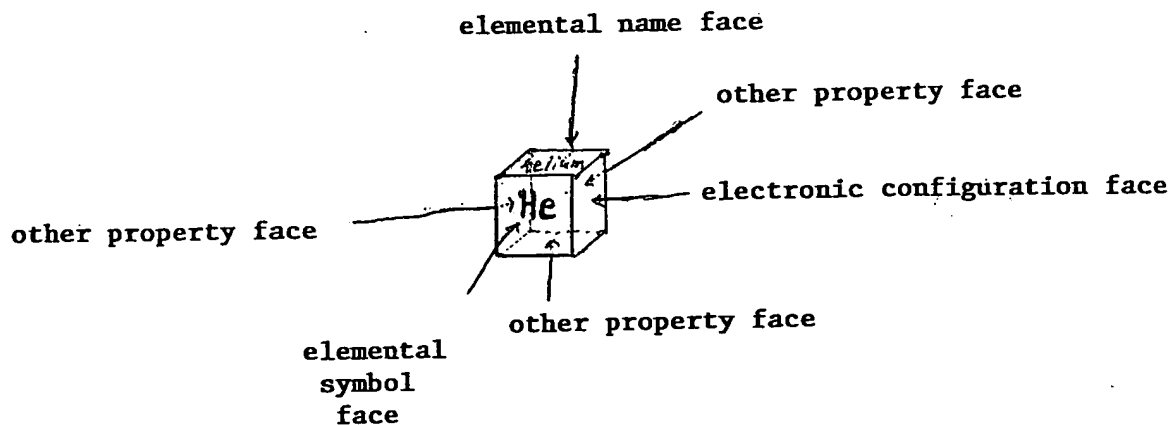 elemental name face
other property face
helium
He
electronic configuration face
other property face
other property face
elemental
symbol
face